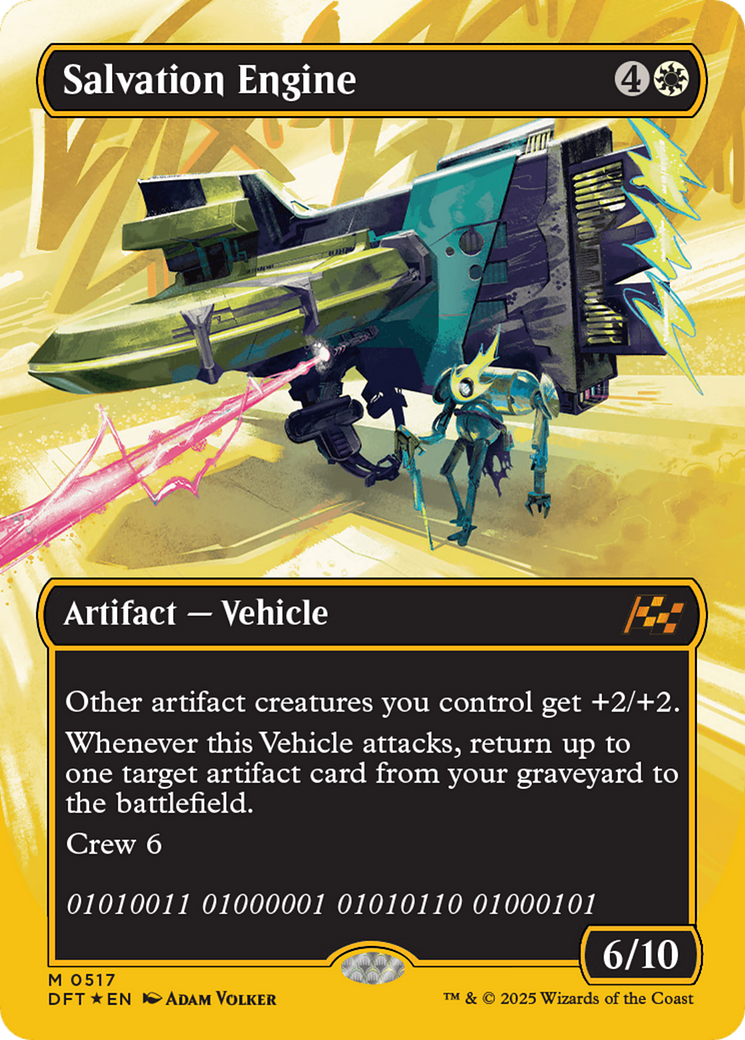 Salvation Engine 4
Artifact — Vehicle
Other artifact creatures you control get +2/+2.
Whenever this Vehicle attacks, return up to
one target artifact card from your graveyard to
the battlefield.
Crew 6
01010011 01000001 01010110 01000101
6/10
M 0517
DFT★EN ADAM VOLKER
™ & © 2025 Wizards of the Coast